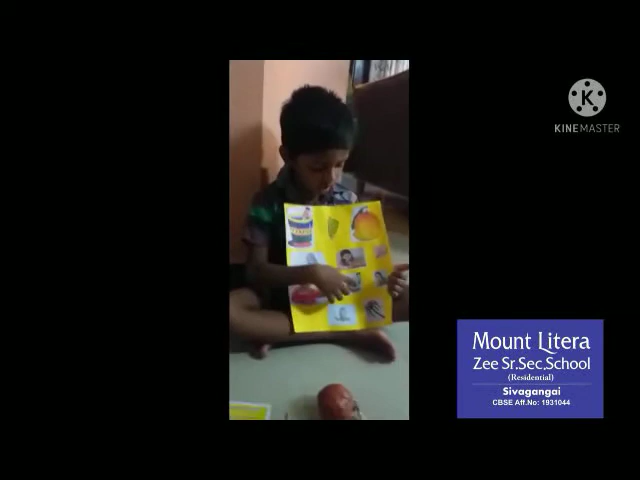 KINEMASTER
Mount Litera
Zee Sr.Sec.School
(Residential)
Sivagangai
CBSE Aff.No: 1931044